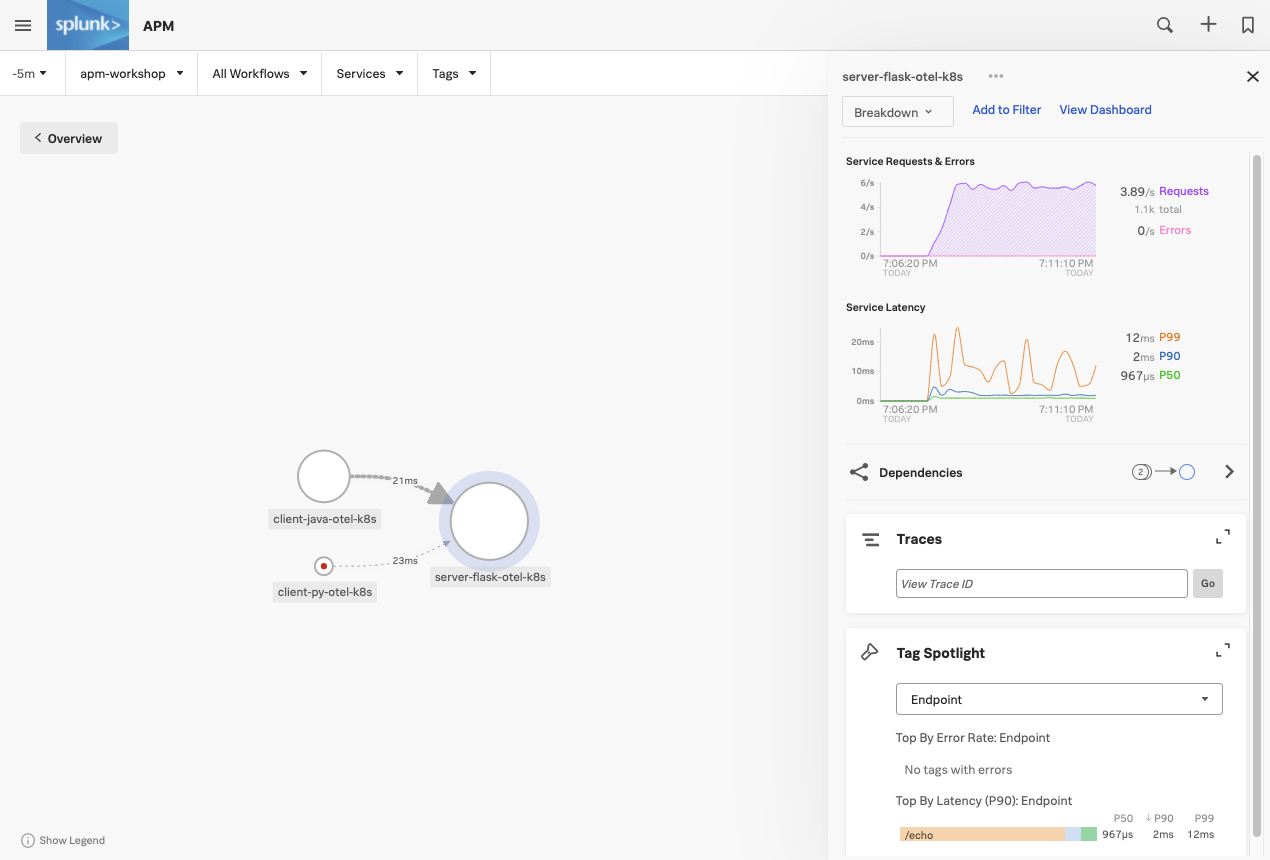 splunk>
APM
-5m
apm-workshop
All Workflows
Services
Tags
Overview
21ms
client-java-otel-k8s
23ms
client-py-otel-k8s
server-flask-otel-k8s
Show Legend
server-flask-otel-k8s
Breakdown
Add to Filter
View Dashboard
Service Requests & Errors
6/s
4/s
2/s
0/s
7:06:20 PM
TODAY
7:11:10 PM
TODAY
3.89/s Requests
1.1k total
0/s Errors
Service Latency
20ms
10ms
0ms
7:06:20 PM
TODAY
7:11:10 PM
TODAY
12ms P99
2ms P90
967µs P50
Dependencies
2
Traces
View Trace ID
Go
Tag Spotlight
Endpoint
Top By Error Rate: Endpoint
No tags with errors
Top By Latency (P90): Endpoint
P50 ↓ P90 P99
/echo 967µs 2ms 12ms